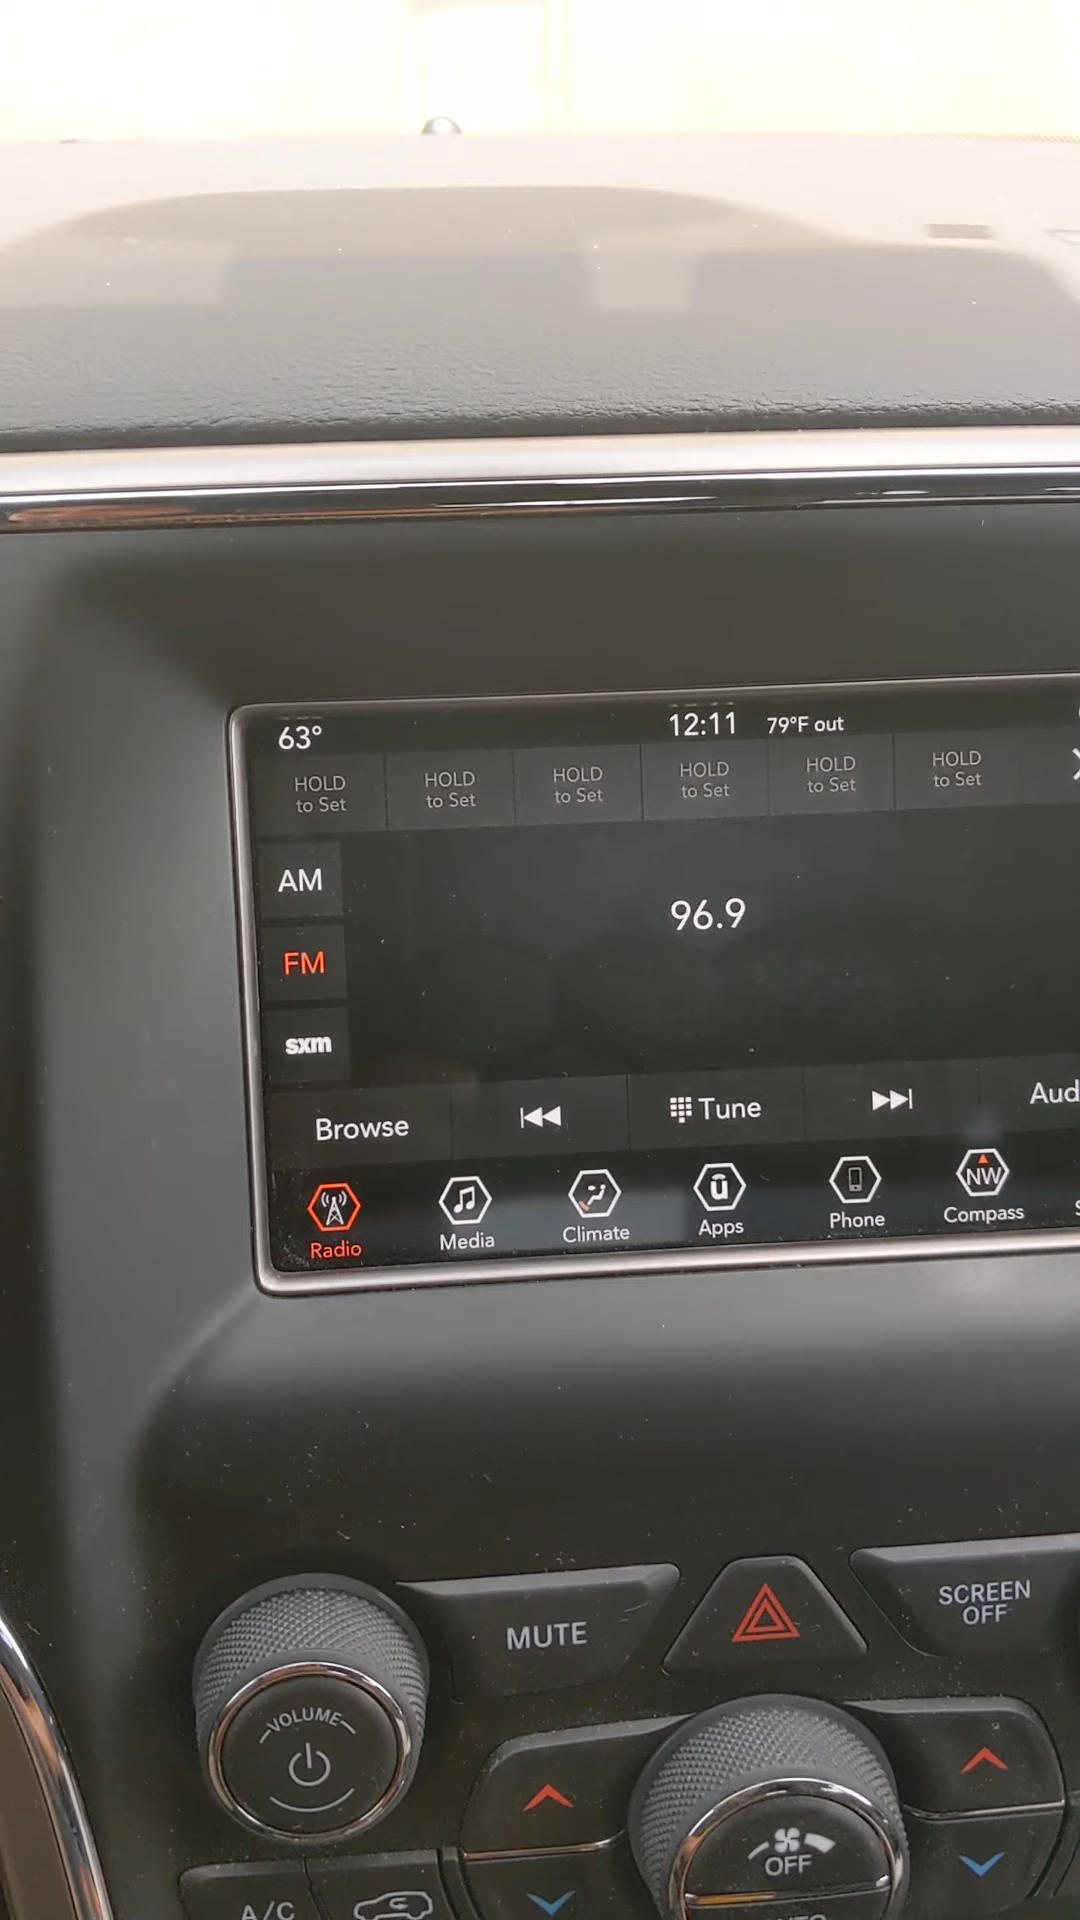 63°
12:11
79°F out
HOLD
to Set
HOLD
to Set
HOLD
to Set
HOLD
to Set
HOLD
to Set
HOLD
to Set
AM
96.9
FM
sxm
Browse
Tune
Radio
Media
Climate
Apps
Phone
NW
Compass
MUTE
SCREEN
OFF
VOLUME
OFF
A/C